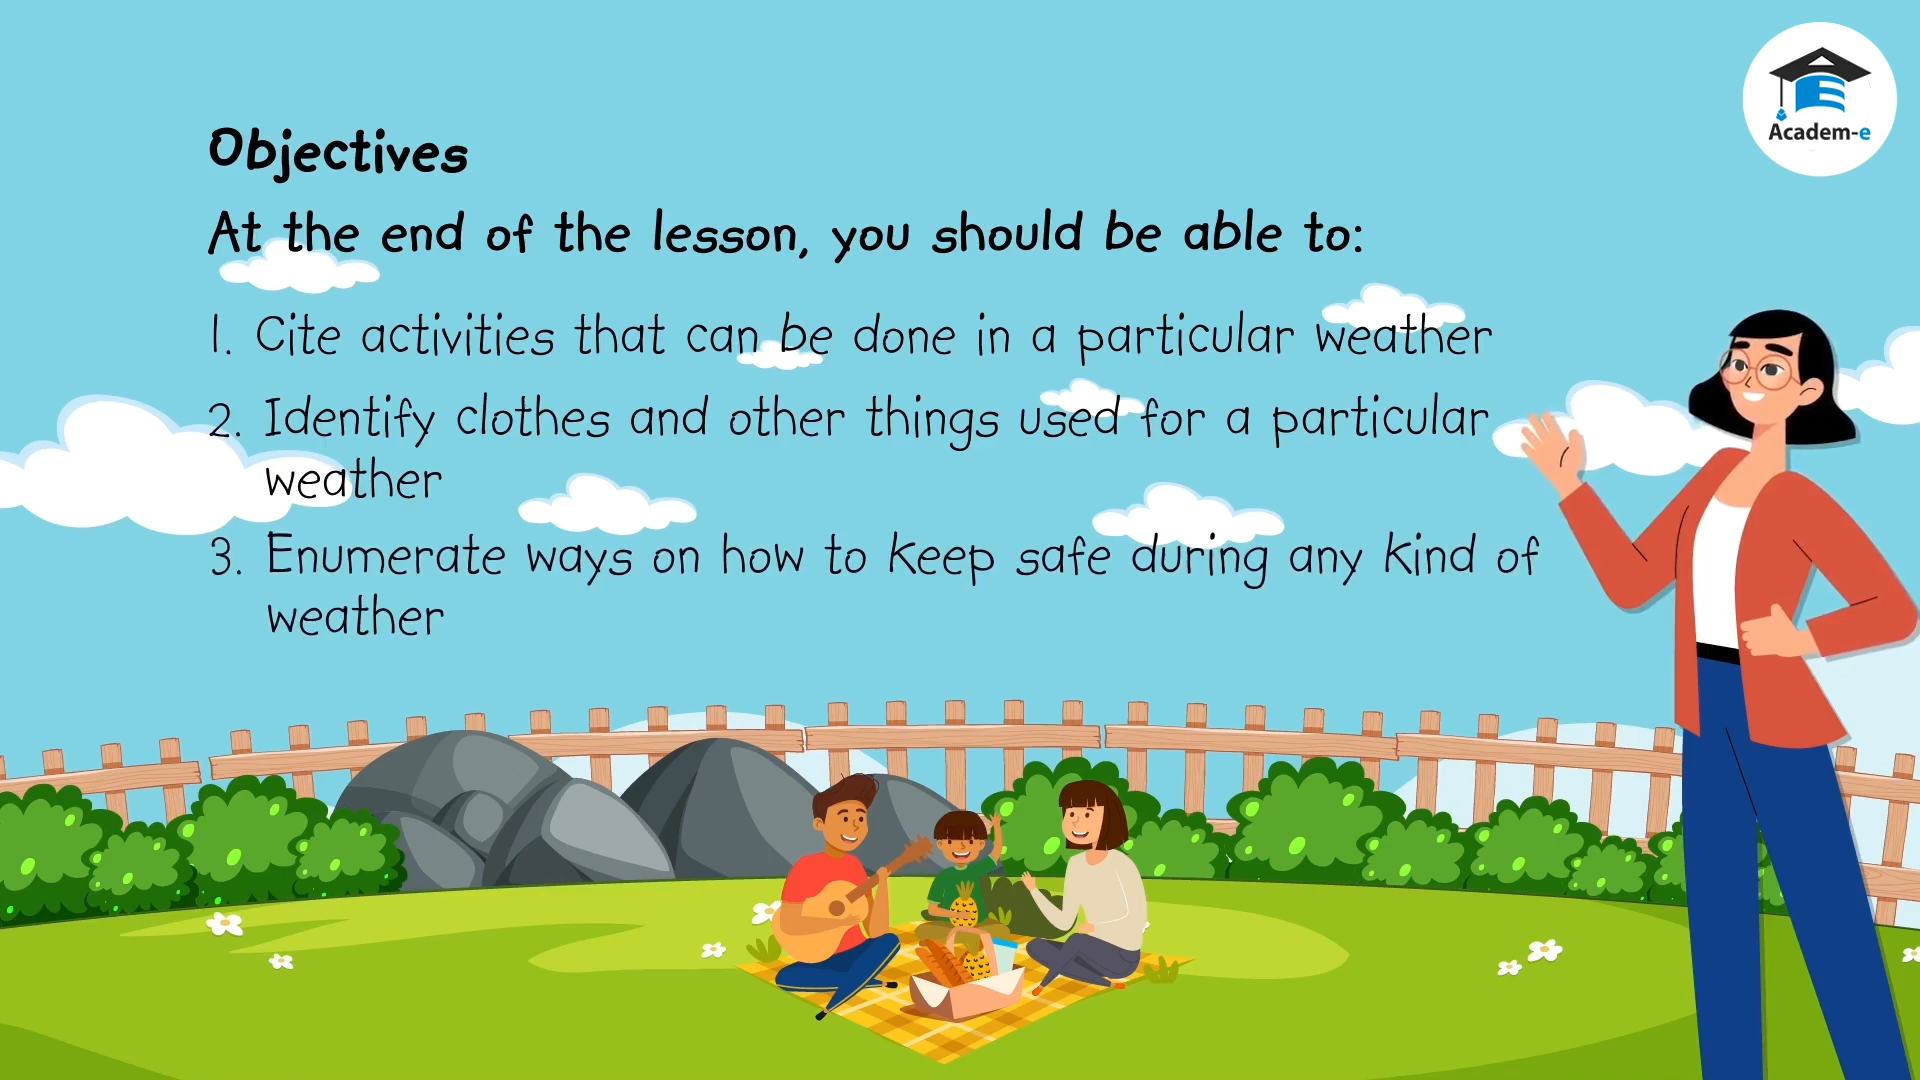 Academ-e
Objectives
At the end of the lesson, you should be able to:
1. Cite activities that can be done in a particular weather
2. Identify clothes and other things used for a particular
weather
3. Enumerate ways on how to keep safe during any kind of
weather